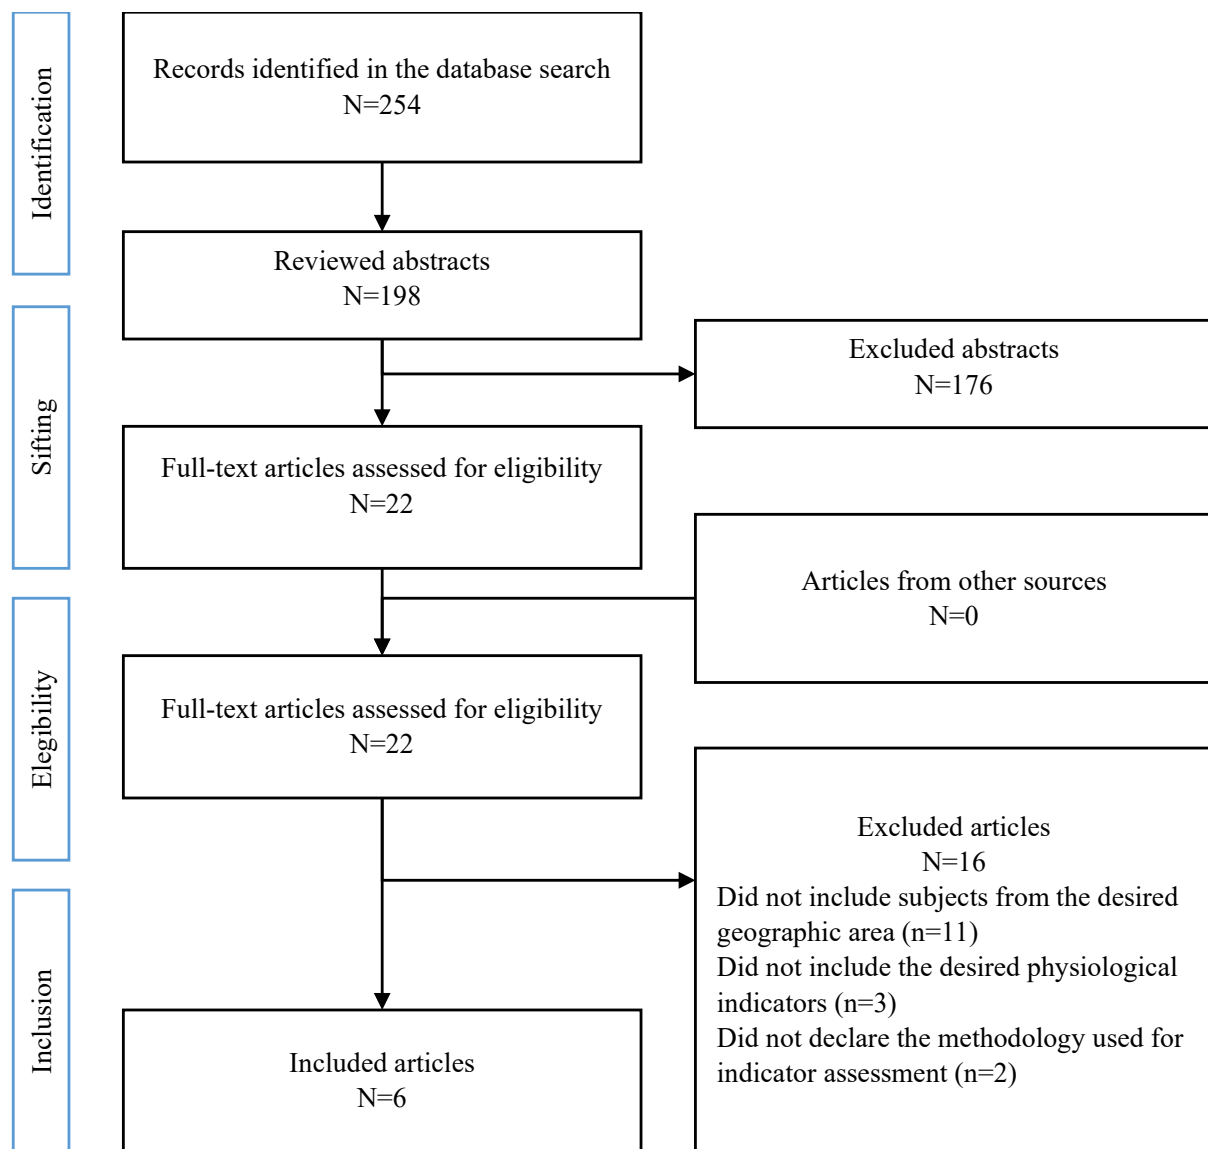 Identification
Records identified in the database search
N=254
Reviewed abstracts
N=198
Sifting
Excluded abstracts
N=176
Full-text articles assessed for eligibility
N=22
Articles from other sources
N=0
Elegibility
Full-text articles assessed for eligibility
N=22
Excluded articles
N=16
Did not include subjects from the desired
geographic area (n=11)
Did not include the desired physiological
indicators (n=3)
Did not declare the methodology used for
indicator assessment (n=2)
Inclusion
Included articles
N=6